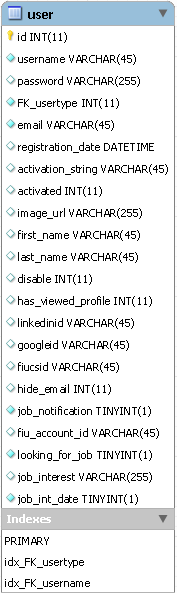 user
id INT(11)
username VARCHAR(45)
password VARCHAR(255)
FK_usertype INT(11)
email VARCHAR(45)
registration_date DATETIME
activation_string VARCHAR(45)
activated INT(11)
image_url VARCHAR(255)
first_name VARCHAR(45)
last_name VARCHAR(45)
disable INT(11)
has_viewed_profile INT(11)
linkedinid VARCHAR(45)
googleid VARCHAR(45)
fiucsid VARCHAR(45)
hide_email INT(11)
job_notification TINYINT(1)
fiu_account_id VARCHAR(45)
looking_for_job TINYINT(1)
job_interest VARCHAR(255)
job_int_date TINYINT(1)
Indexes
PRIMARY
idx_FK_usertype
idx_FK_username